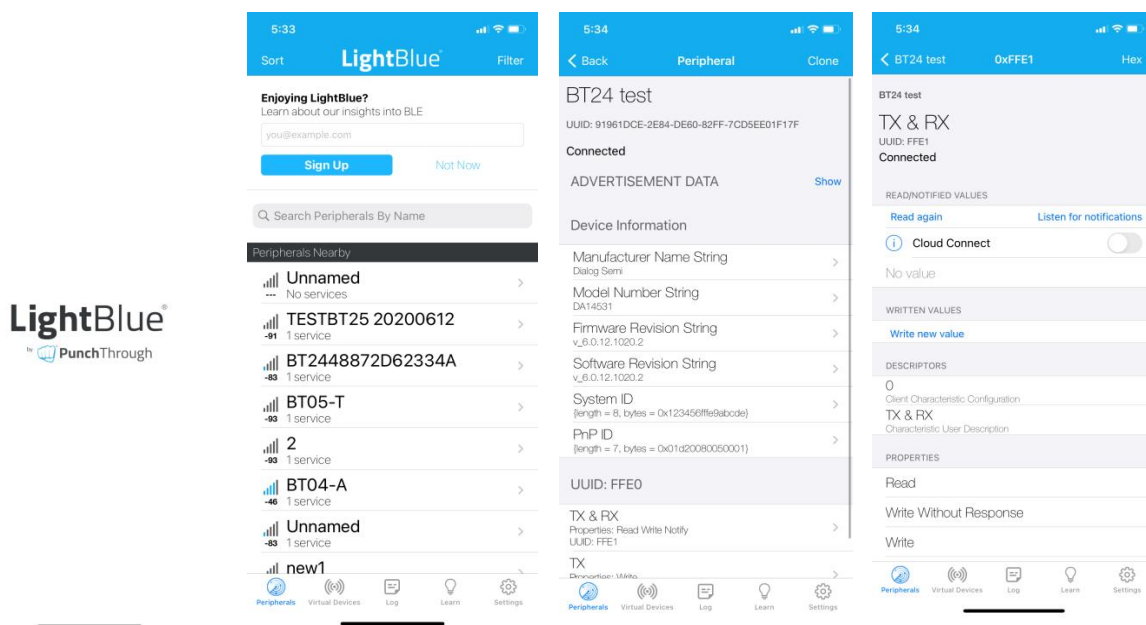 LightBlue®
by PunchThrough
5:33
Sort LightBlue® Filter
Enjoying LightBlue?
Learn about our insights into BLE
you@example.com
Sign Up Not Now
Search Peripherals By Name
Peripherals Nearby
Unnamed
--- No services
TESTBT25 20200612
-91 1 service
BT2448872D62334A
-83 1 service
BT05-T
-93 1 service
2
-93 1 service
BT04-A
-46 1 service
Unnamed
-83 1 service
new1
Peripherals Virtual Devices Log Learn Settings
5:34
Back Peripheral Clone
BT24 test
UUID: 91961DCE-2E84-DE60-82FF-7CD5EE01F17F
Connected
ADVERTISEMENT DATA Show
Device Information
Manufacturer Name String
Dialog Semi
Model Number String
DA14531
Firmware Revision String
v_6.0.12.1020.2
Software Revision String
v_6.0.12.1020.2
System ID
{length = 8, bytes = 0x123456fffe9abcde}
PnP ID
{length = 7, bytes = 0x01d20080050001}
UUID: FFE0
TX & RX
Properties: Read Write Notify
UUID: FFE1
TX
Properties: Write
Peripherals Virtual Devices Log Learn Settings
5:34
BT24 test 0xFFE1 Hex
BT24 test
TX & RX
UUID: FFE1
Connected
READ/NOTIFIED VALUES
Read again Listen for notifications
Cloud Connect
No value
WRITTEN VALUES
Write new value
DESCRIPTORS
0
Client Characteristic Configuration
TX & RX
Characteristic User Description
PROPERTIES
Read
Write Without Response
Write
Peripherals Virtual Devices Log Learn Settings